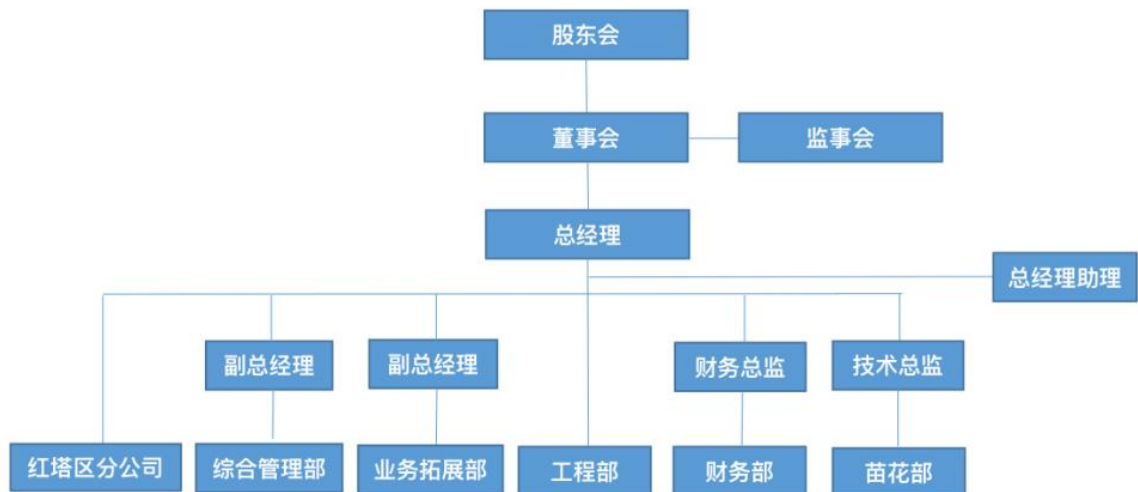 股东会
董事会
监事会
总经理
总经理助理
副总经理
副总经理
财务总监
技术总监
红塔区分公司
综合管理部
业务拓展部
工程部
财务部
苗花部